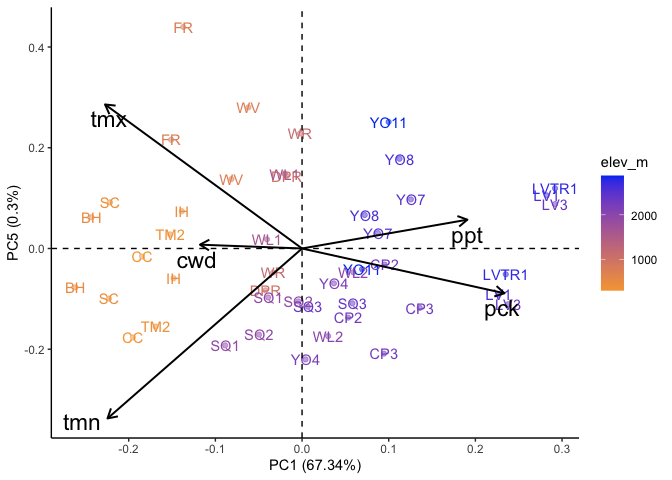 FR
0.4
elev_m
tmx
WV
YO11
WR
FR
0.2
YO8
2000
WL1
WV
YO7
LVTR1
LV1
LV3
SC
IH
BH
YO8
1000
TM2
YO7
WL1
ppt
PC5 (0.3%)
0.0
cwd
OC
CP2
WR
YO11
WL2
LVTR1
IH
YO4
BH
SC
SQ1
SQ3
SQ3
LV1
LV3
pck
CP3
CP2
TM2
OC
SQ2
WL2
SQ1
-0.2
CP3
YO4
tmn
-0.2
-0.1
0.0
0.1
0.2
0.3
PC1 (67.34%)